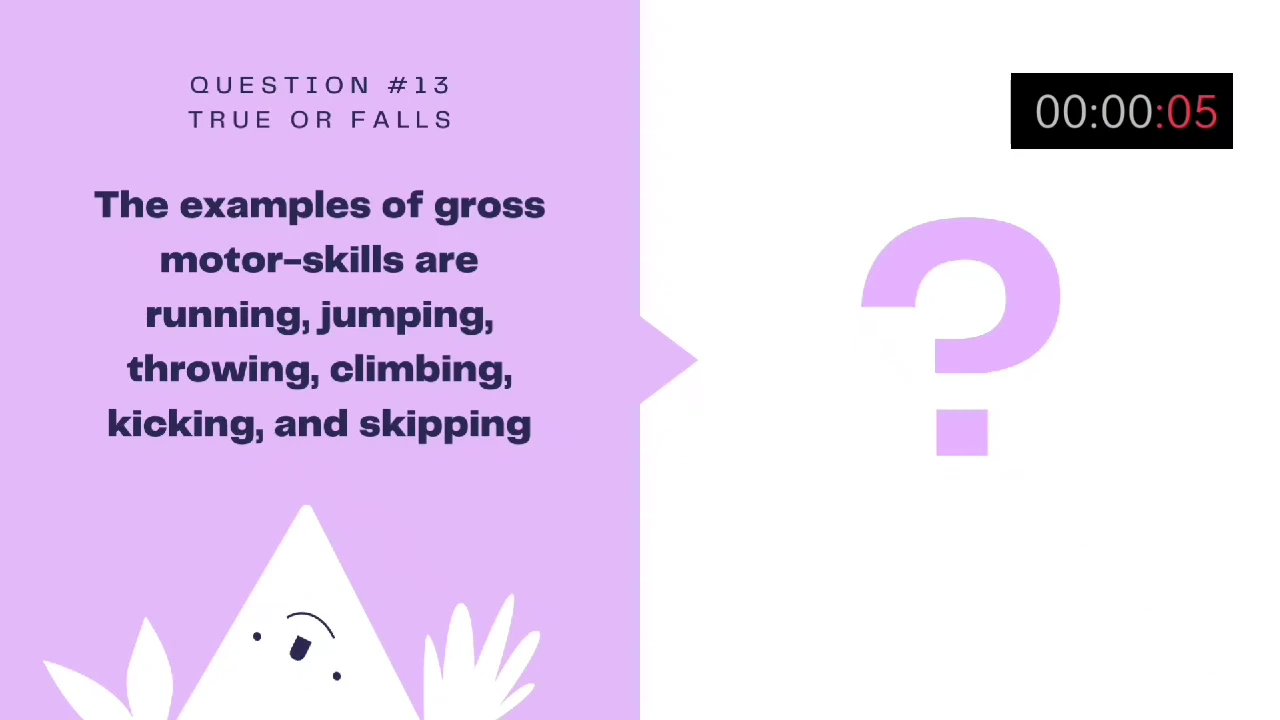 QUESTION #13
TRUE OR FALLS
The examples of gross
motor-skills are
running, jumping,
throwing, climbing,
kicking, and skipping
00:00:05
?